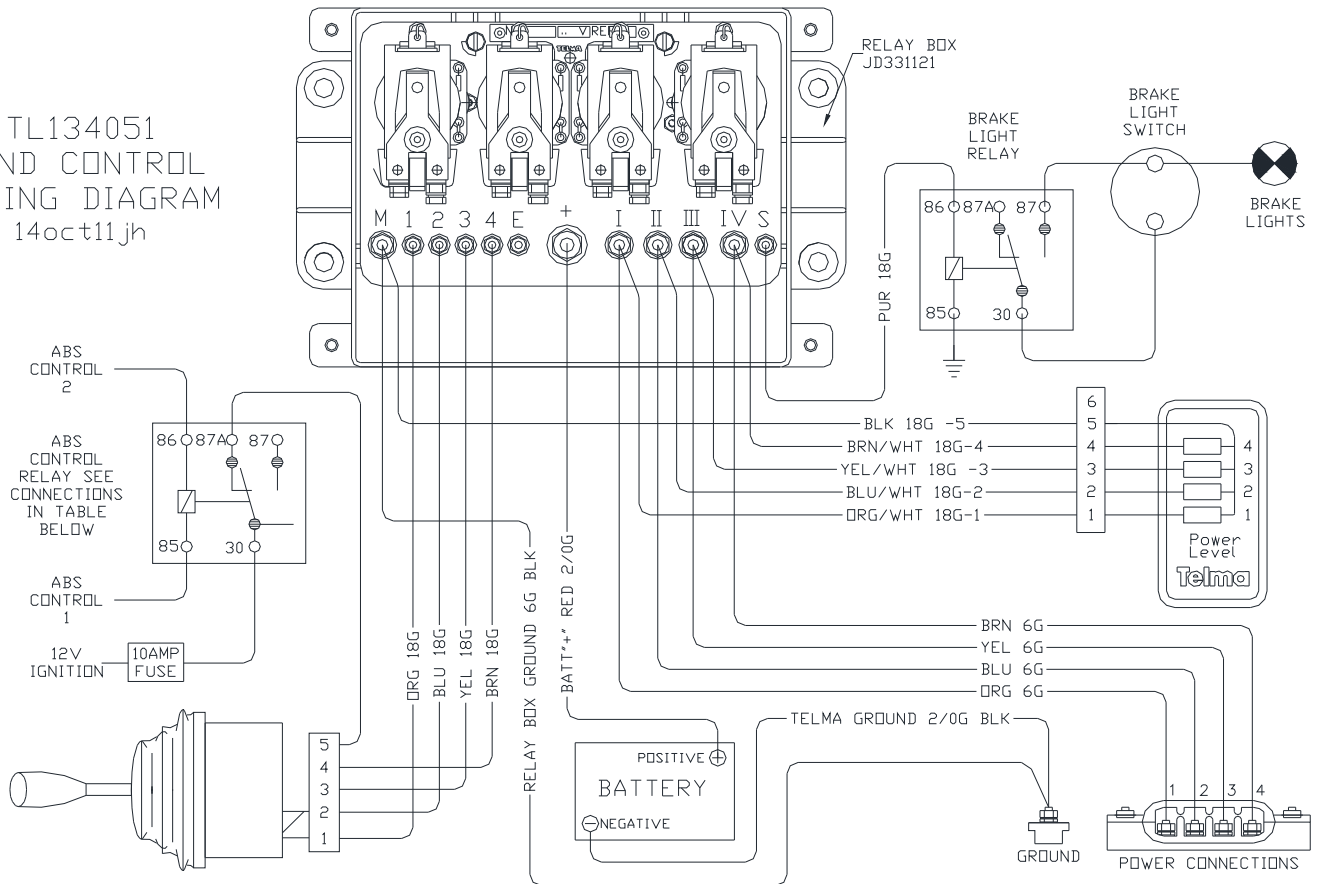 TL134051
ND CONTROL
ING DIAGRAM
14oct11jh
N .. VREF
TELMA
RELAY BOX
JD331121
M 1 2 3 4 E + I II III IV S
BRAKE
LIGHT
RELAY
BRAKE
LIGHT
SWITCH
BRAKE
LIGHTS
86 87A 87
85 30
PUR 18G
ABS
CONTROL
2
ABS
CONTROL
RELAY SEE
CONNECTIONS
IN TABLE
BELOW
86 87A 87
85 30
ABS
CONTROL
1
12V
IGNITION
10AMP
FUSE
6
5
4
3
2
1
BLK 18G -5
BRN/WHT 18G-4
YEL/WHT 18G -3
BLU/WHT 18G-2
ORG/WHT 18G-1
4
3
2
1
Power
Level
Telma
ORG 18G
BLU 18G
YEL 18G
BRN 18G
RELAY BOX GROUND 6G BLK
BATT"+" RED 2/0G
BRN 6G
YEL 6G
BLU 6G
ORG 6G
TELMA GROUND 2/0G BLK
5
4
3
2
1
POSITIVE +
BATTERY
NEGATIVE
GROUND
1 2 3 4
POWER CONNECTIONS